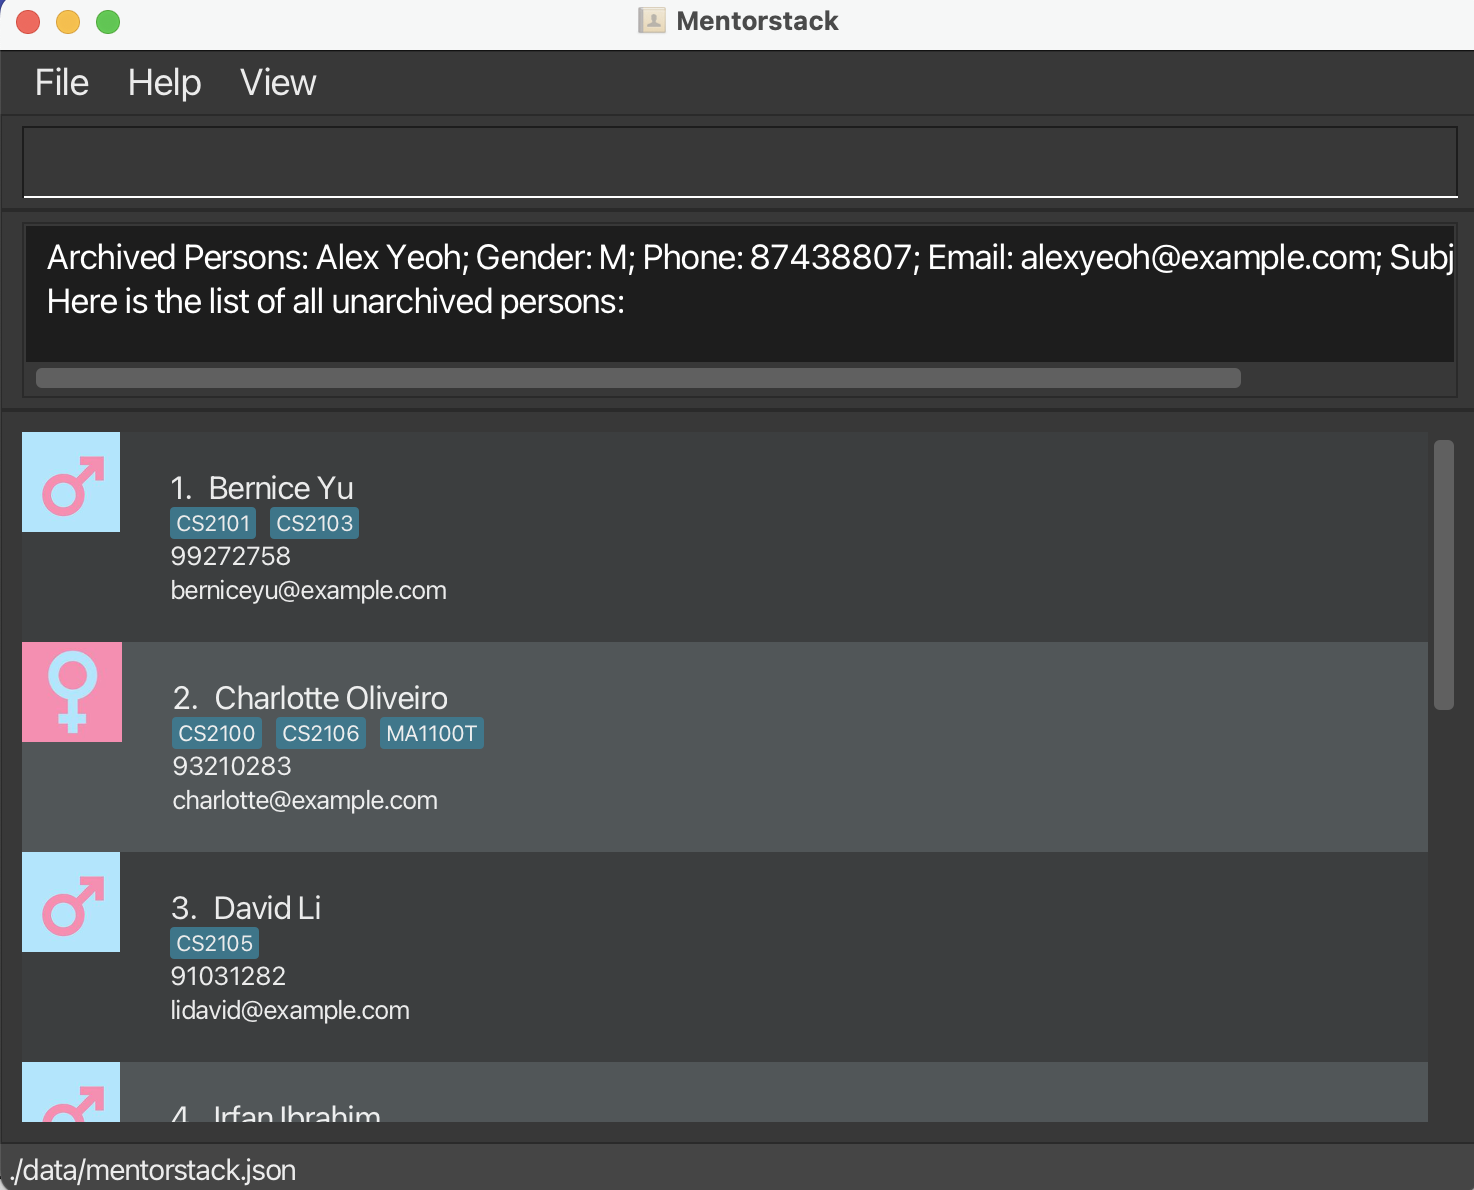 Mentorstack
File Help View
Archived Persons: Alex Yeoh; Gender: M; Phone: 87438807; Email: alexyeoh@example.com; Subj
Here is the list of all unarchived persons:
1. Bernice Yu
CS2101 CS2103
99272758
berniceyu@example.com
2. Charlotte Oliveiro
CS2100 CS2106 MA1100T
93210283
charlotte@example.com
3. David Li
CS2105
91031282
lidavid@example.com
4. Irfan Ibrahim
./data/mentorstack.json